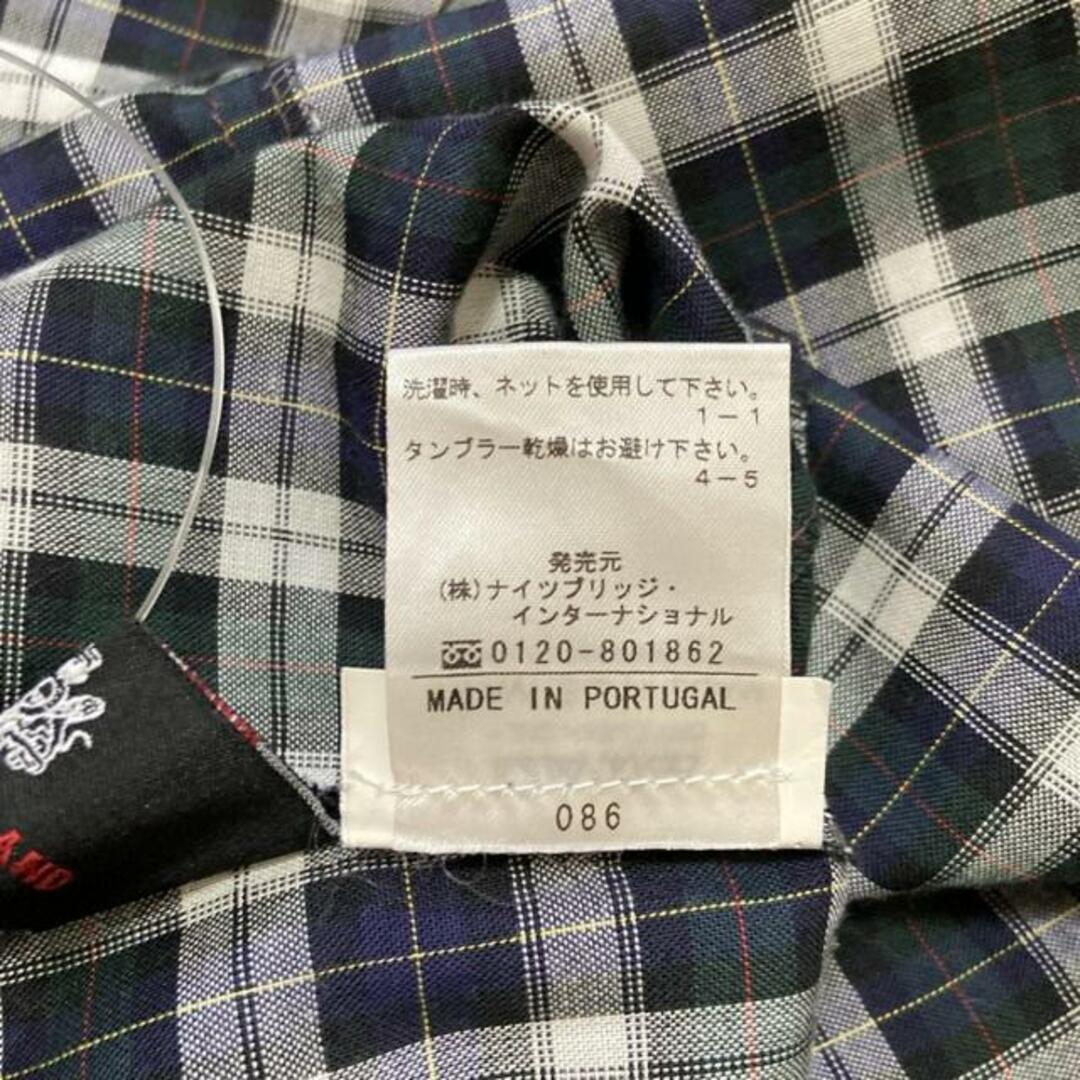 洗濯時、ネットを使用して下さい。
1-1
タンブラー乾燥はお避け下さい。
4-5
発売元
(株)ナイツブリッジ・
インターナショナル
0120-801862
MADE IN PORTUGAL
086
AND